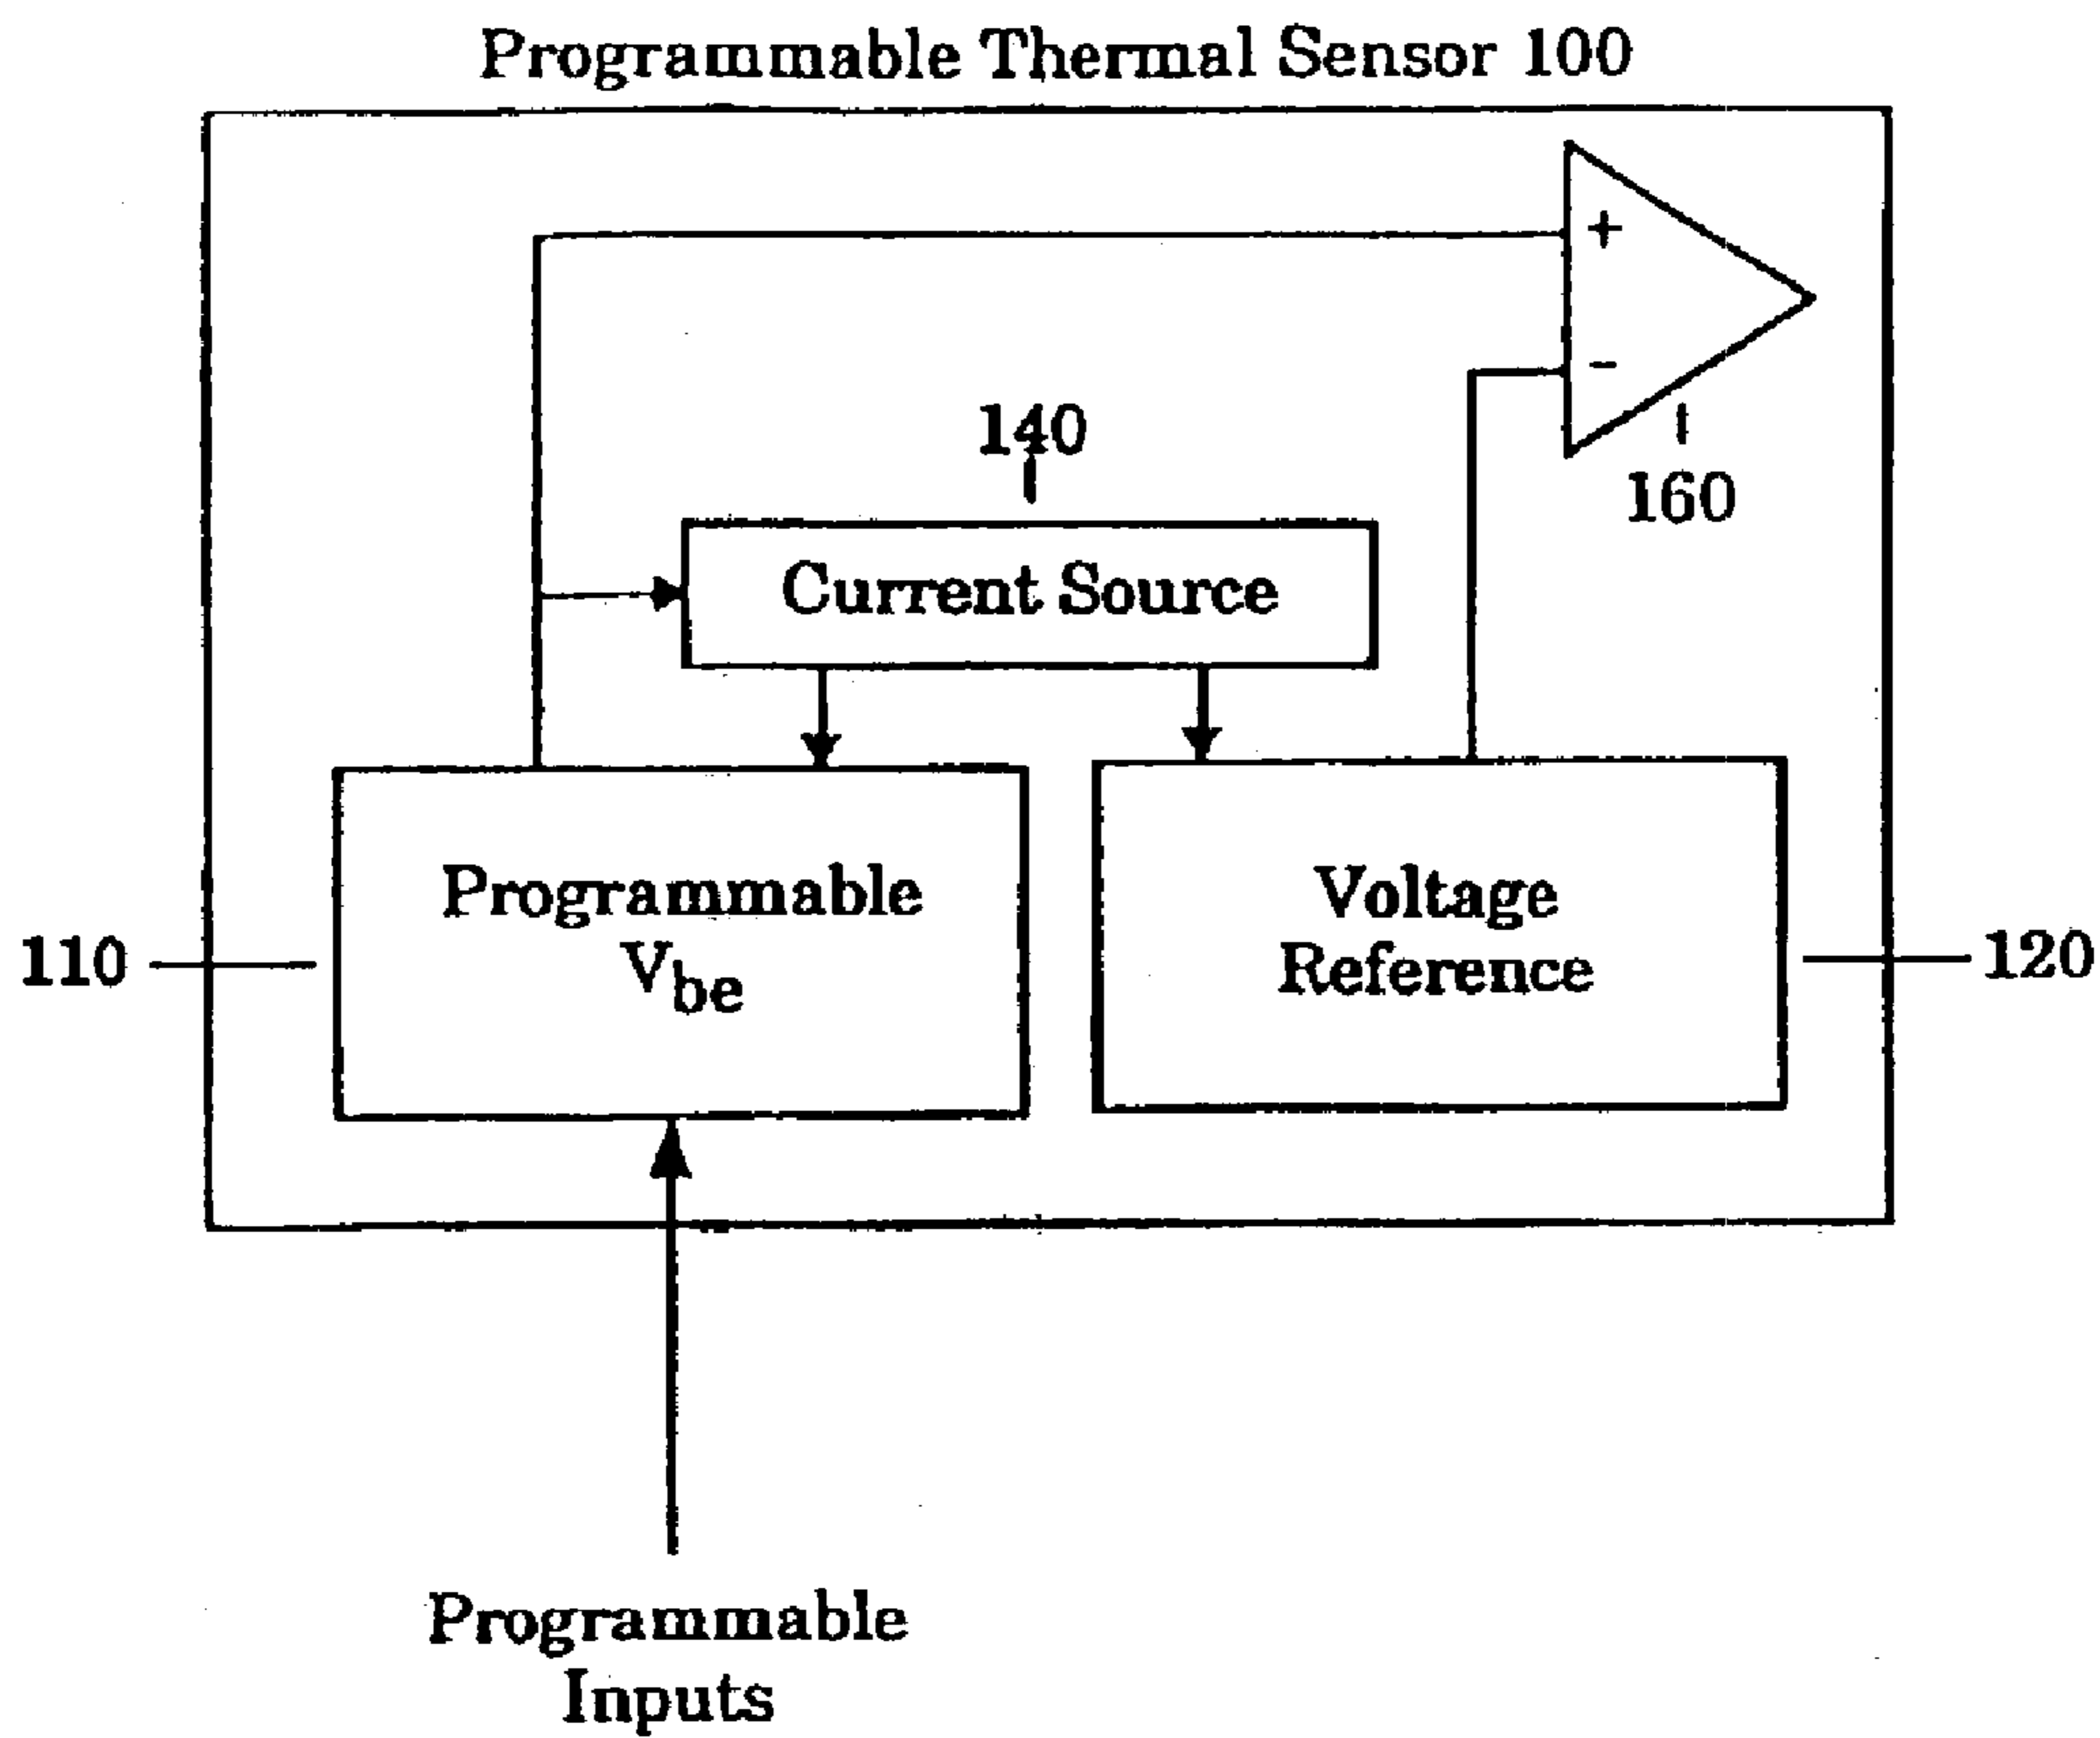 Programmable Thermal Sensor 100
+
-
140
160
Current Source
Programmable
Vbe
Voltage
Reference
110
120
Programmable
Inputs